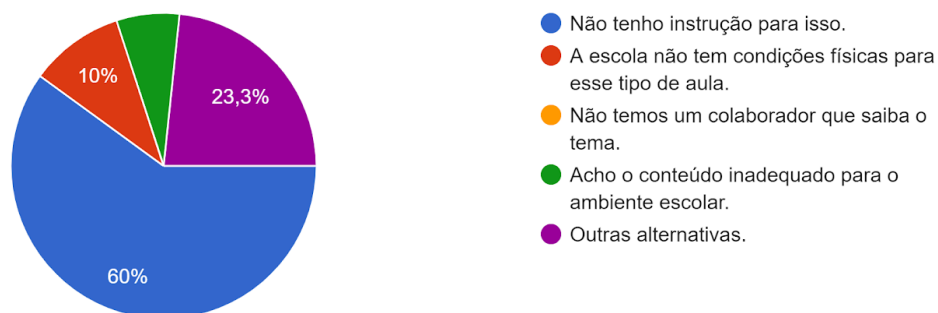 10%
23,3%
60%
Não tenho instrução para isso.
A escola não tem condições físicas para
esse tipo de aula.
Não temos um colaborador que saiba o
tema.
Acho o conteúdo inadequado para o
ambiente escolar.
Outras alternativas.